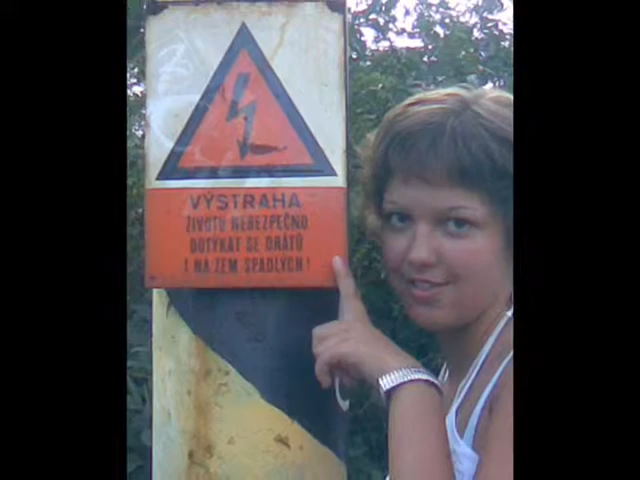 VÝSTRAHA
ŽIVOTU NEBEZPEČNO
DOTÝKAT SE DRÁTŮ
I NA ZEM SPADLÝCH!